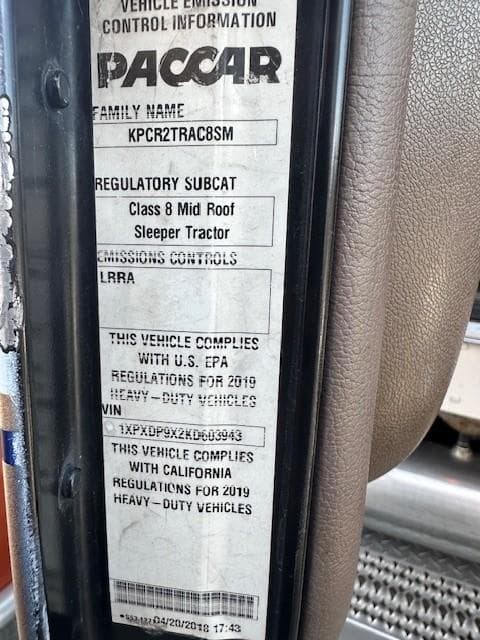 VEHICLE EMISSION
CONTROL INFORMATION
PACCAR
FAMILY NAME
KPCR2TRAC8SM
REGULATORY SUBCAT
Class 8 Mid Roof
Sleeper Tractor
EMISSIONS CONTROLS
LRRA
THIS VEHICLE COMPLIES
WITH U.S. EPA
REGULATIONS FOR 2019
HEAVY-DUTY VEHICLES
VIN
1XPXDP9X2KD603943
THIS VEHICLE COMPLIES
WITH CALIFORNIA
REGULATIONS FOR 2019
HEAVY-DUTY VEHICLES
04/20/2018 17:43